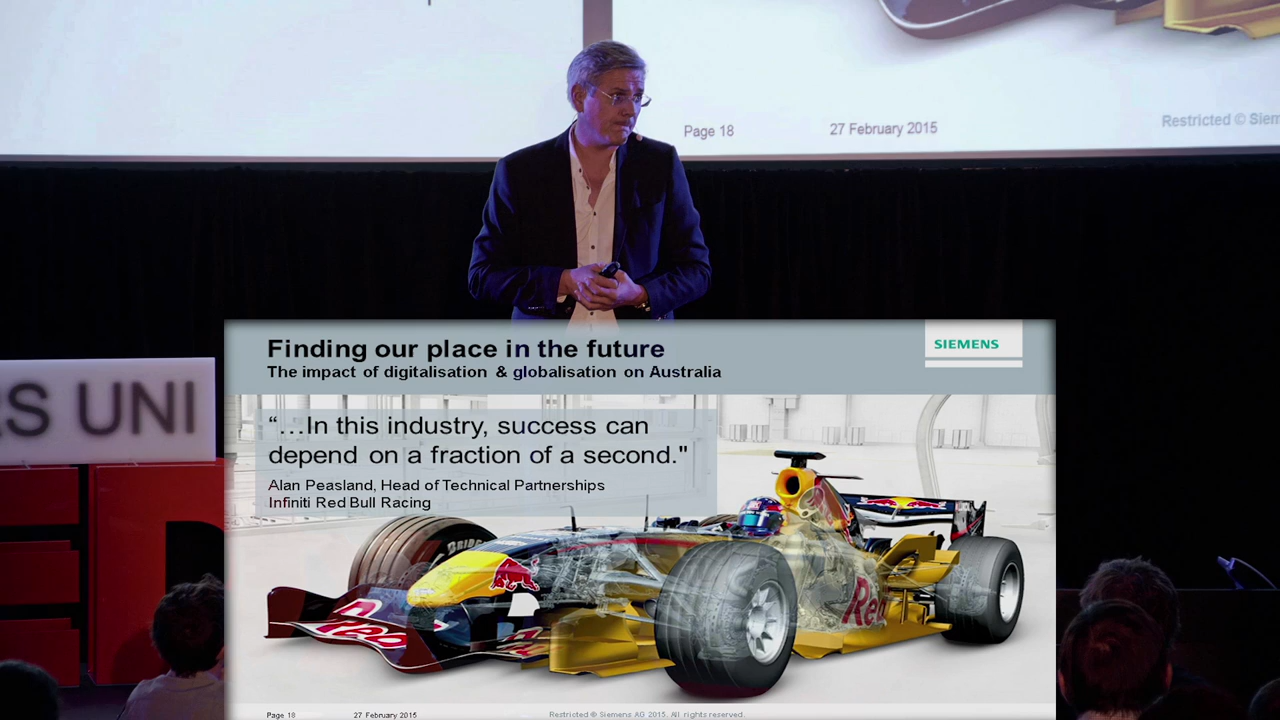 Page 18
27 February 2015
Restricted © Siem
RS UNI
Finding our place in the future
SIEMENS
The impact of digitalisation & globalisation on Australia
“…In this industry, success can
depend on a fraction of a second."
Alan Peasland, Head of Technical Partnerships
Infiniti Red Bull Racing
Red
Page 18
27 February 2015
Restricted © Siemens AG 2015. All rights reserved.